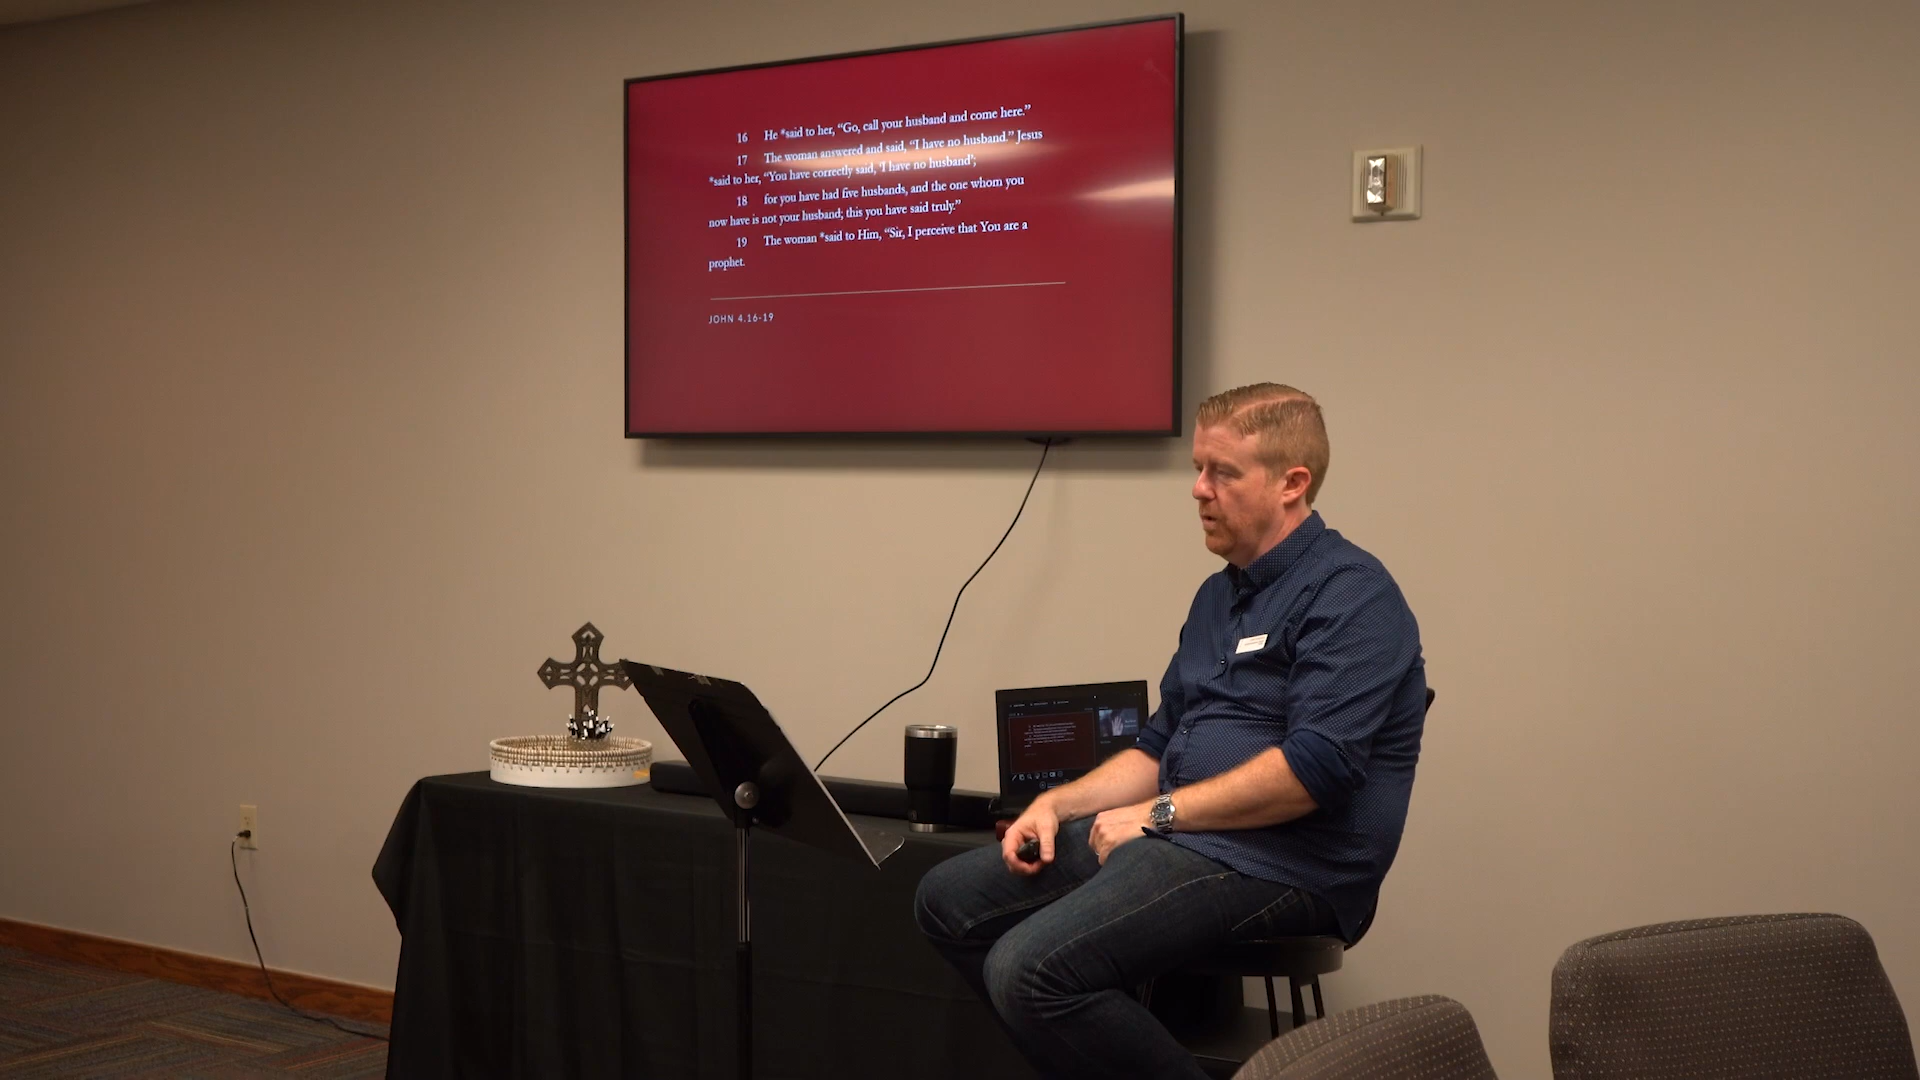 16 He *said to her, “Go, call your husband and come here.”
17 The woman answered and said, “I have no husband.” Jesus
*said to her, “You have correctly said, ‘I have no husband’;
18 for you have had five husbands, and the one whom you
now have is not your husband; this you have said truly.”
19 The woman *said to Him, “Sir, I perceive that You are a
prophet.
JOHN 4.16-19